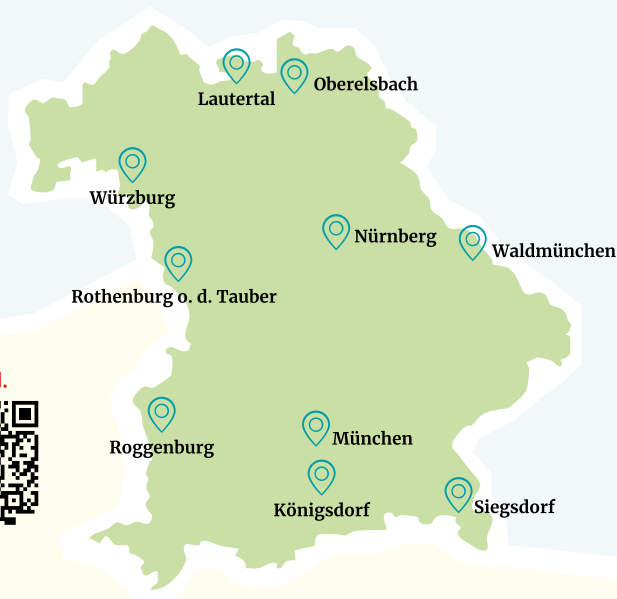 Oberelsbach
Lautertal
Würzburg
Nürnberg
Waldmünchen
Rothenburg o. d. Tauber
München
Roggenburg
Siegsdorf
Königsdorf